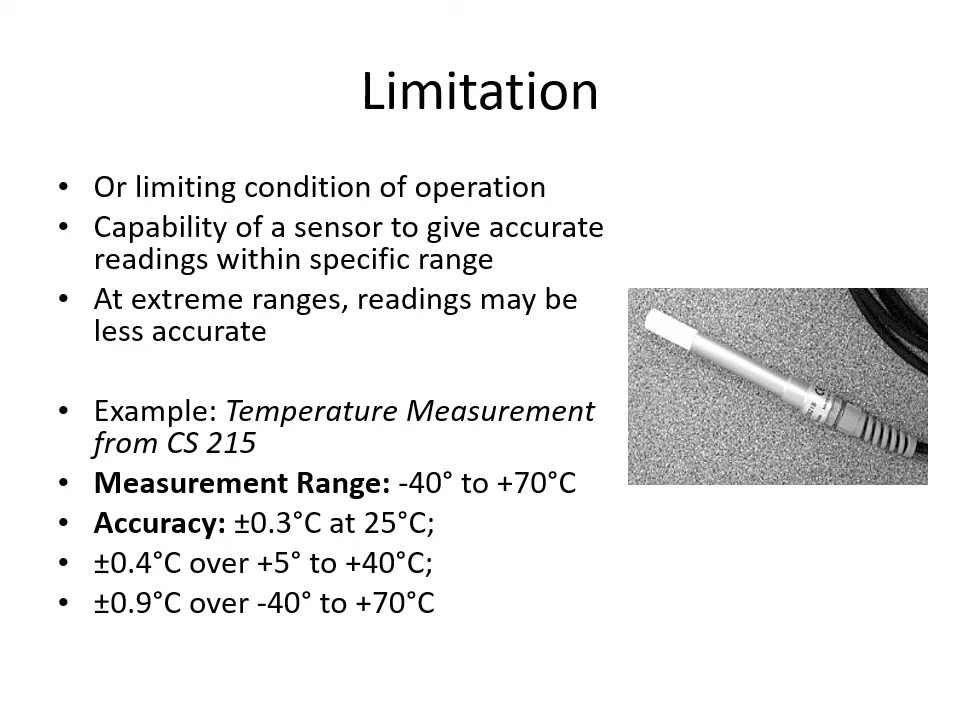 Limitation
• Or limiting condition of operation
• Capability of a sensor to give accurate
readings within specific range
• At extreme ranges, readings may be
less accurate
• Example: Temperature Measurement
from CS 215
• Measurement Range: -40° to +70°C
• Accuracy: ±0.3°C at 25°C;
• ±0.4°C over +5° to +40°C;
• ±0.9°C over -40° to +70°C